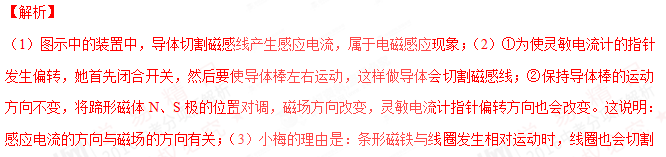 【解析】
(1)图示中的装置中，导体切割磁感线产生感应电流，属于电磁感应现象；(2)①为使灵敏电流计的指针
发生偏转，她首先闭合开关，然后要使导体棒左右运动，这样做导体会切割磁感线；②保持导体棒的运动
方向不变，将蹄形磁体 N、S 极的位置对调，磁场方向改变，灵敏电流计指针偏转方向也会改变。这说明：
感应电流的方向与磁场的方向有关；(3)小梅的理由是：条形磁铁与线圈发生相对运动时，线圈也会切割